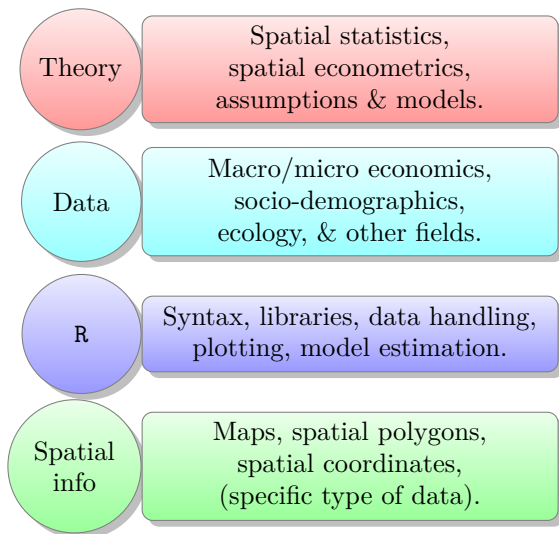 Theory
Spatial statistics,
spatial econometrics,
assumptions & models.
Data
Macro/micro economics,
socio-demographics,
ecology, & other fields.
R
Syntax, libraries, data handling,
plotting, model estimation.
Spatial
info
Maps, spatial polygons,
spatial coordinates,
(specific type of data).